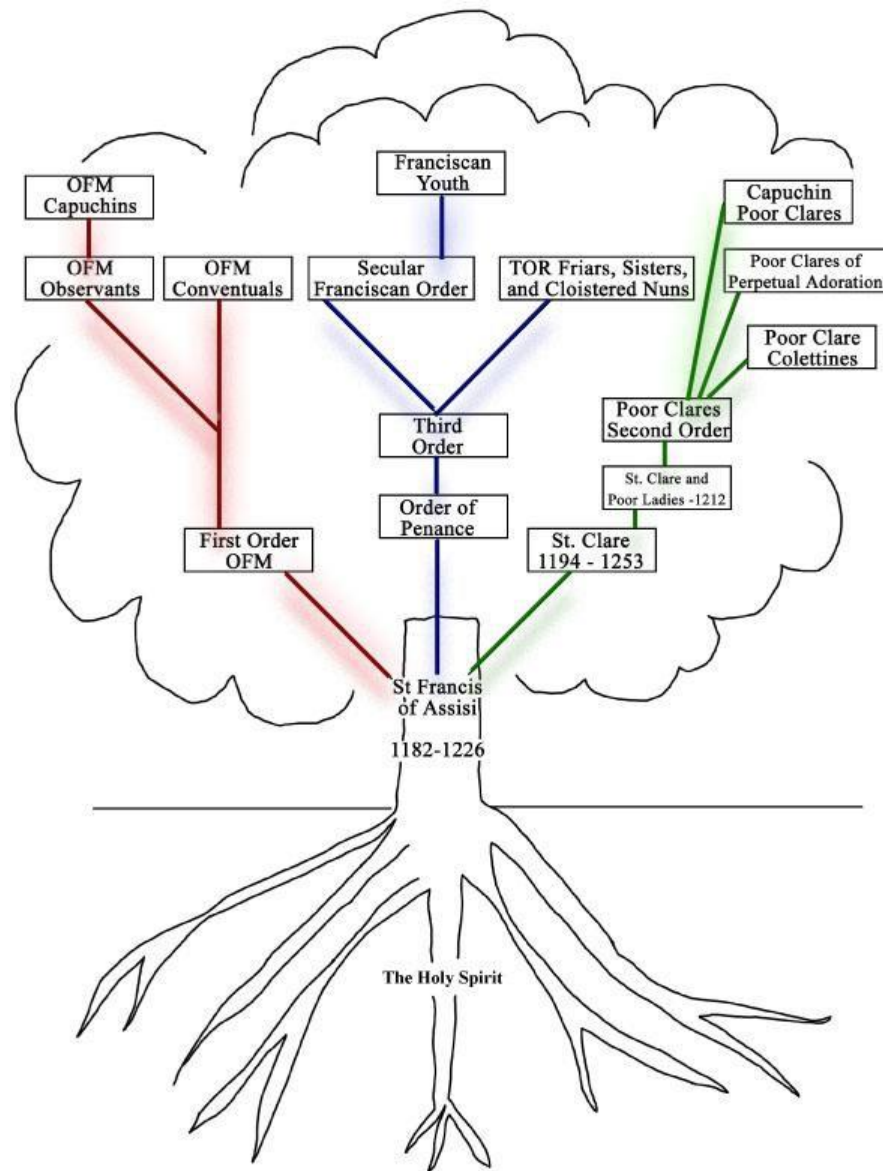 Franciscan
Youth
OFM
Capuchins
Capuchin
Poor Clares
OFM
Observants
OFM
Conventuals
Secular
Franciscan Order
TOR Friars, Sisters,
and Cloistered Nuns
Poor Clares of
Perpetual Adoration
Poor Clare
Colettines
Third
Order
Poor Clares
Second Order
St. Clare and
Poor Ladies -1212
Order of
Penance
First Order
OFM
St. Clare
1194 - 1253
St Francis
of Assisi
1182-1226
The Holy Spirit